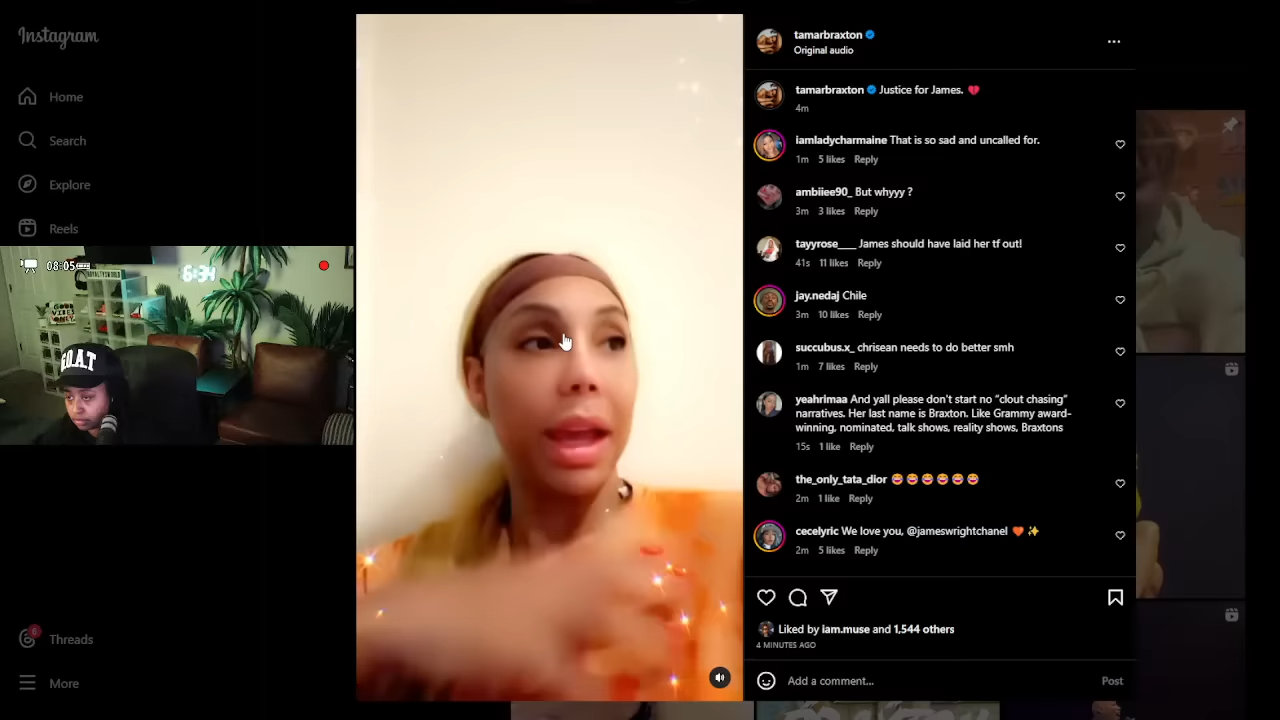 Instagram
Home
Search
Explore
Reels
08:05
6:34
GOOD
VIBES
ONLY.
GOAT
Threads
6
More
tamarbraxton
Original audio
tamarbraxton Justice for James. 💔
4m
iamladycharmaine That is so sad and uncalled for.
1m 5 likes Reply
ambiiee90_ But whyyy ?
3m 3 likes Reply
tayyrose____ James should have laid her tf out!
41s 11 likes Reply
jay.nedaj Chile
3m 10 likes Reply
succubus.x_ chrisean needs to do better smh
1m 7 likes Reply
yeahrimaa And yall please don't start no “clout chasing”
narratives. Her last name is Braxton. Like Grammy award-
winning, nominated, talk shows, reality shows, Braxtons
15s 1 like Reply
the_only_tata_dior 😂😂😂😂😂😂
2m 1 like Reply
cecelyric We love you, @jameswrightchanel ❤️ ✨
2m 5 likes Reply
Liked by iam.muse and 1,544 others
4 MINUTES AGO
Add a comment...
Post